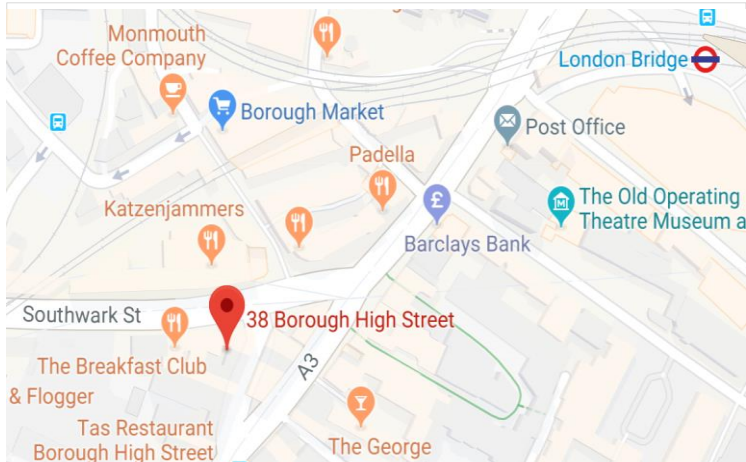 Monmouth
Coffee Company
London Bridge
Borough Market
Post Office
Padella
The Old Operating
Theatre Museum a
Katzenjammers
£
Barclays Bank
Southwark St
38 Borough High Street
The Breakfast Club
A3
& Flogger
Tas Restaurant
Borough High Street
The George